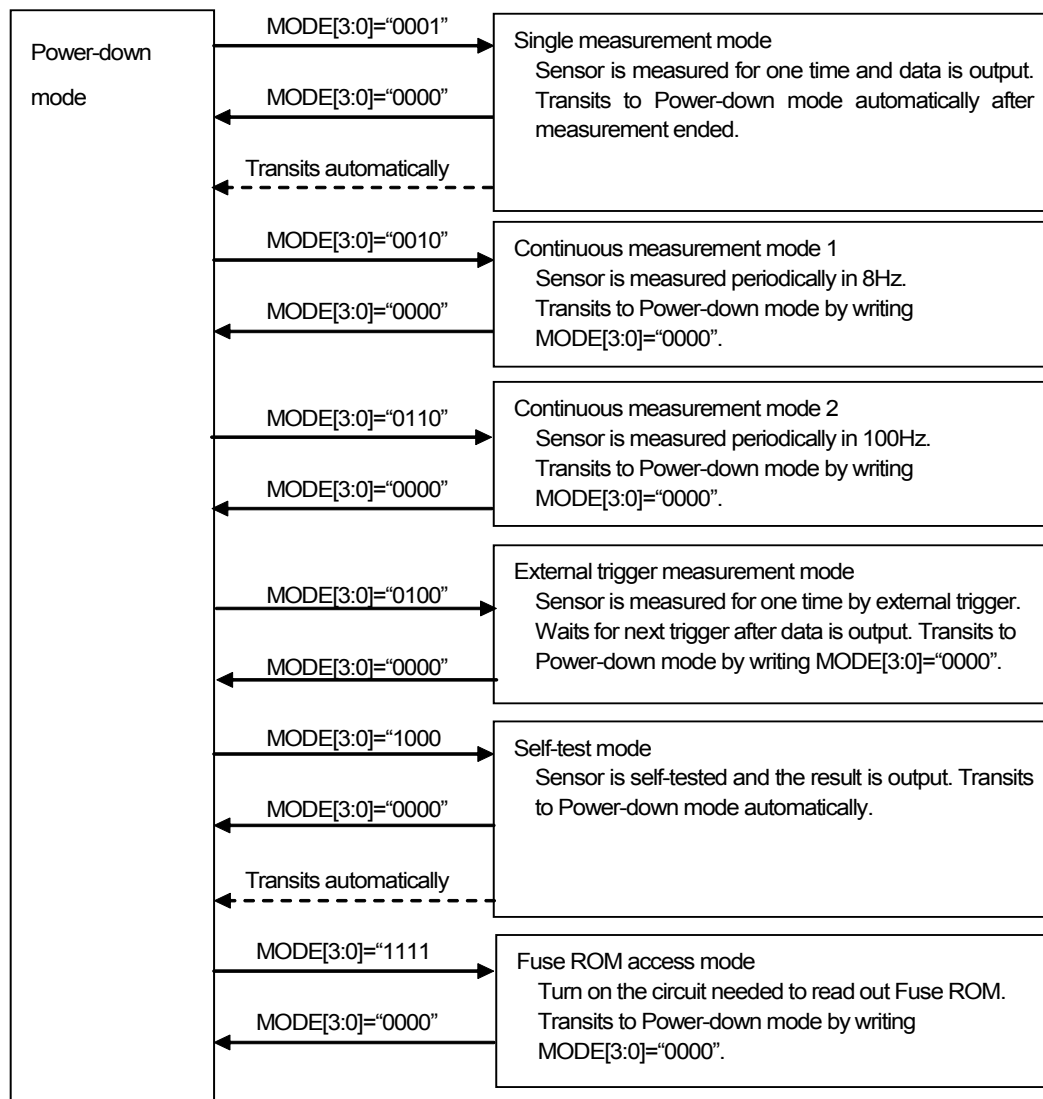 Power-down
mode
MODE[3:0]=“0001”
MODE[3:0]=“0000”
Transits automatically
Single measurement mode
Sensor is measured for one time and data is output.
Transits to Power-down mode automatically after
measurement ended.
MODE[3:0]=“0010”
MODE[3:0]=“0000”
Continuous measurement mode 1
Sensor is measured periodically in 8Hz.
Transits to Power-down mode by writing
MODE[3:0]=“0000”.
MODE[3:0]=“0110”
MODE[3:0]=“0000”
Continuous measurement mode 2
Sensor is measured periodically in 100Hz.
Transits to Power-down mode by writing
MODE[3:0]=“0000”.
MODE[3:0]=“0100”
MODE[3:0]=“0000”
External trigger measurement mode
Sensor is measured for one time by external trigger.
Waits for next trigger after data is output. Transits to
Power-down mode by writing MODE[3:0]=“0000”.
MODE[3:0]=“1000
MODE[3:0]=“0000”
Transits automatically
Self-test mode
Sensor is self-tested and the result is output. Transits
to Power-down mode automatically.
MODE[3:0]=“1111
MODE[3:0]=“0000”
Fuse ROM access mode
Turn on the circuit needed to read out Fuse ROM.
Transits to Power-down mode by writing
MODE[3:0]=“0000”.